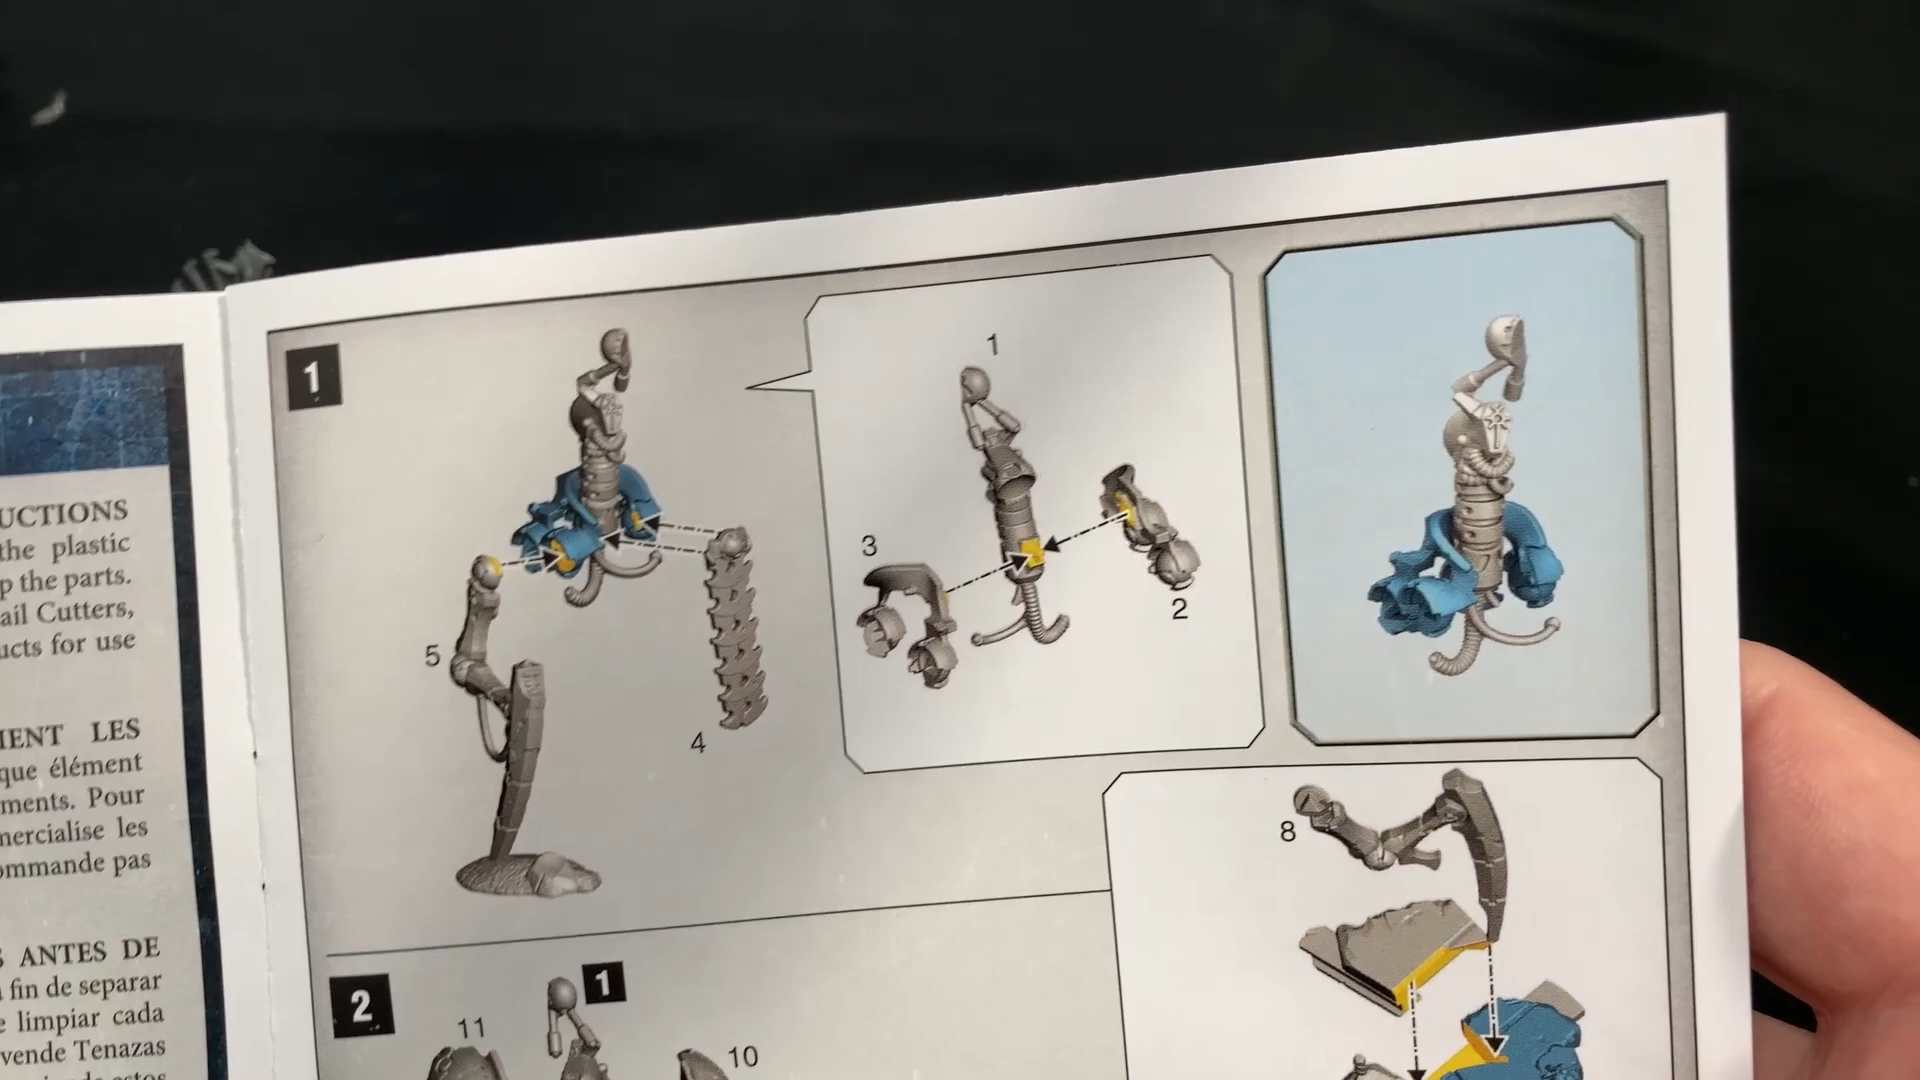 UCTIONS
the plastic
p the parts.
ail Cutters,
ucts for use
IENT LES
que élément
ments. Pour
mercialise les
ommande pas
S ANTES DE
fin de separar
limpiar cada
vende Tenazas
1
5
4
1
3
2
8
2
1
11
10